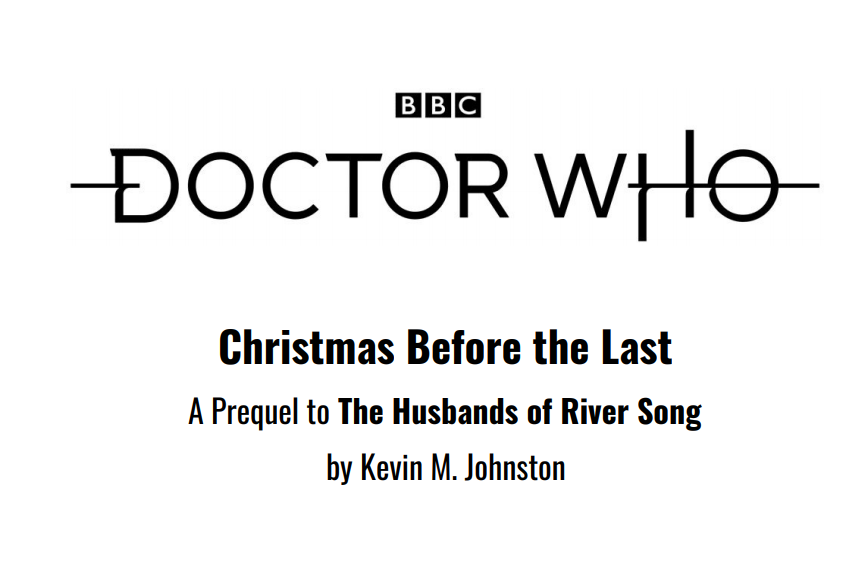 BBC
DOCTOR WHO
Christmas Before the Last
A Prequel to The Husbands of River Song
by Kevin M. Johnston